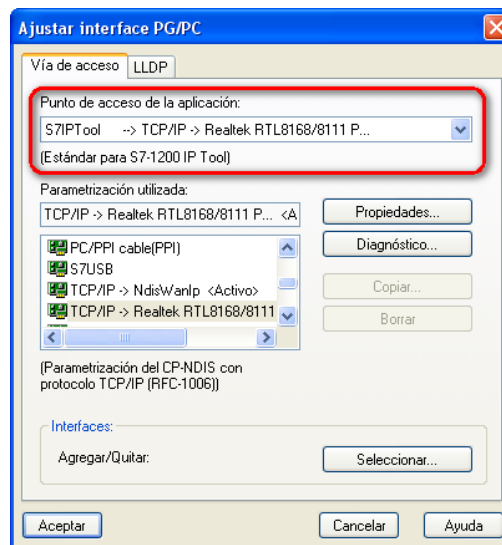 Ajustar interface PG/PC
Vía de acceso
LLDP
Punto de acceso de la aplicación:
S7IPTool --> TCP/IP -> Realtek RTL8168/8111 P...
(Estándar para S7-1200 IP Tool)
Parametrización utilizada:
TCP/IP -> Realtek RTL8168/8111 P... <A
Propiedades...
PC/PPI cable(PPI)
Diagnóstico...
S7USB
TCP/IP -> NdisWanIp <Activo>
Copiar...
TCP/IP -> Realtek RTL8168/8111
Borrar
(Parametrización del CP-NDIS con
protocolo TCP/IP (RFC-1006))
Interfaces:
Agregar/Quitar:
Seleccionar...
Aceptar
Cancelar
Ayuda